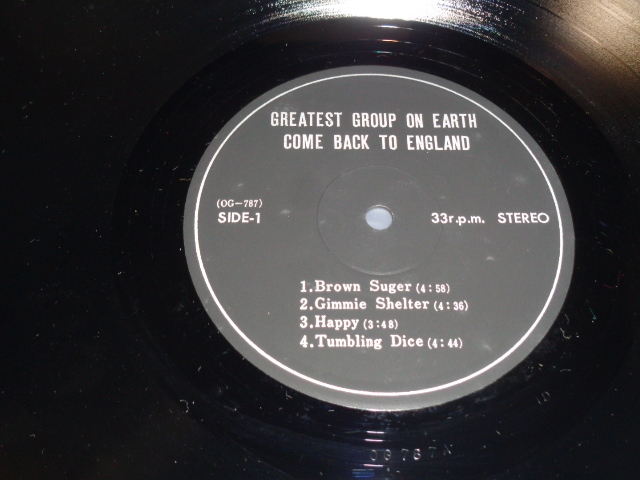 GREATEST GROUP ON EARTH
COME BACK TO ENGLAND
(OG-787)
SIDE-1
33r.p.m. STEREO
1.Brown Suger (4:58)
2.Gimmie Shelter (4:36)
3.Happy (3:48)
4.Tumbling Dice (4:44)